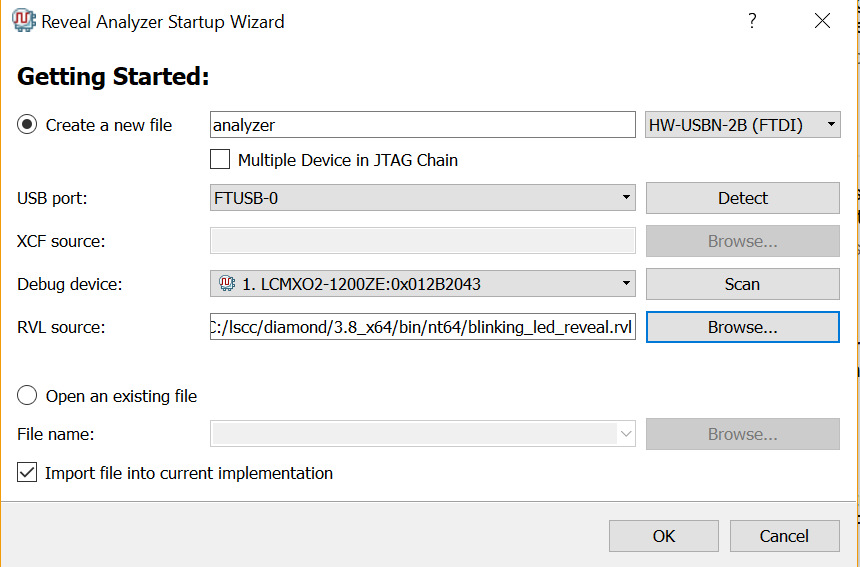 Reveal Analyzer Startup Wizard
Getting Started:
Create a new file analyzer HW-USBN-2B (FTDI)
Multiple Device in JTAG Chain
USB port: FTUSB-0 Detect
XCF source: Browse...
Debug device: 1. LCMXO2-1200ZE:0x012B2043 Scan
RVL source: C:/lscc/diamond/3.8_x64/bin/nt64/blinking_led_reveal.rvl Browse...
Open an existing file
File name: Browse...
Import file into current implementation
OK Cancel